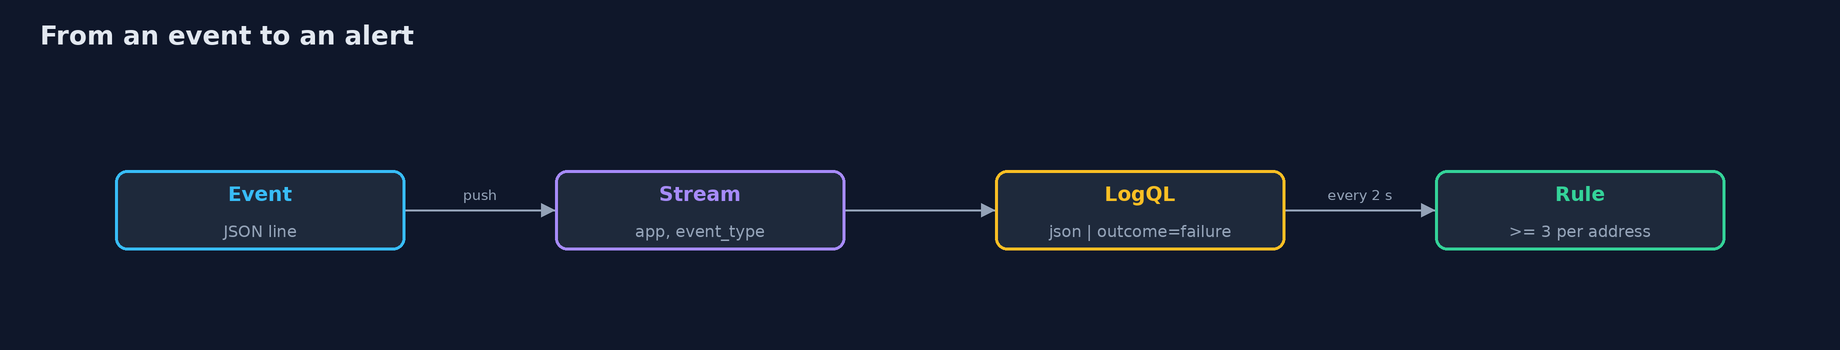 From an event to an alert
Event
JSON line
push
Stream
app, event_type
LogQL
json | outcome=failure
every 2 s
Rule
>= 3 per address